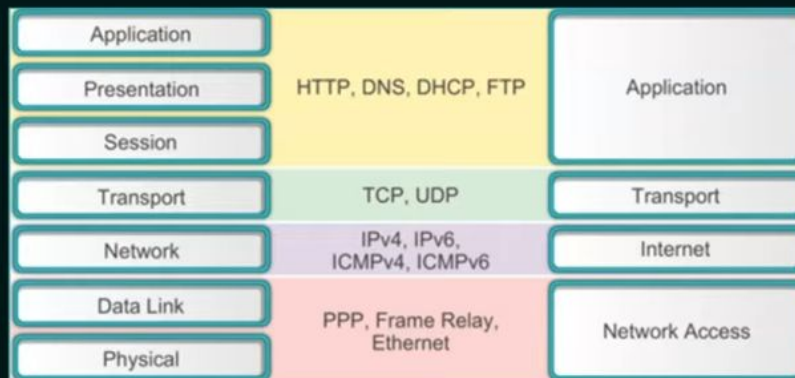 Application
Presentation
Session
Transport
Network
Data Link
Physical
HTTP, DNS, DHCP, FTP
TCP, UDP
IPv4, IPv6,
ICMPv4, ICMPv6
PPP, Frame Relay,
Ethernet
Application
Transport
Internet
Network Access